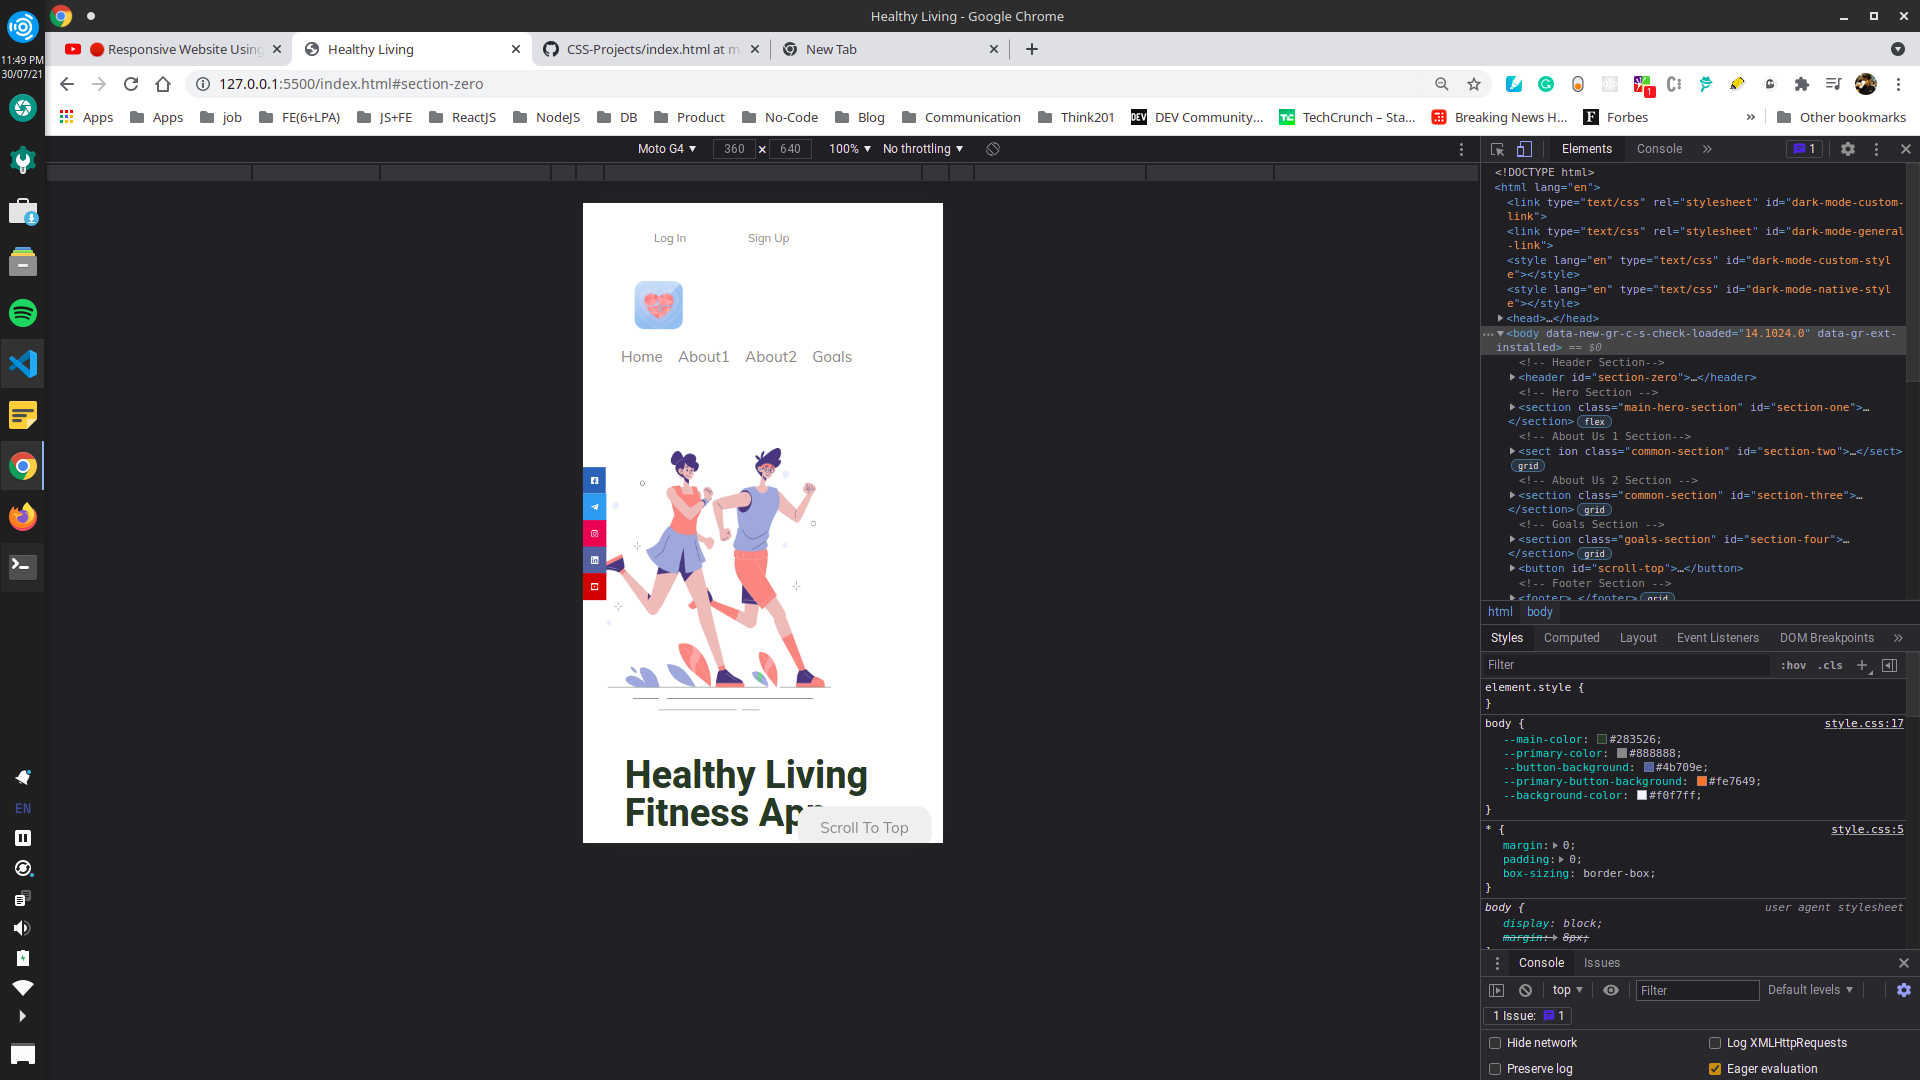 Healthy Living - Google Chrome
11:49 PM
30/07/21
Responsive Website Using
Healthy Living
CSS-Projects/index.html at m
New Tab
127.0.0.1:5500/index.html#section-zero
1
Apps
Apps
job
FE(6+LPA)
JS+FE
ReactJS
NodeJS
DB
Product
No-Code
Blog
Communication
Think201
DEV
DEV Community...
TechCrunch – Sta...
Breaking News H...
Forbes
»
Other bookmarks
Moto G4
360
640
100%
No throttling
Elements
Console
»
1
Log In
Sign Up
Home
About1
About2
Goals
Healthy Living
Fitness App
Scroll To Top
<!DOCTYPE html>
<html lang="en">
<link type="text/css" rel="stylesheet" id="dark-mode-custom-
link">
<link type="text/css" rel="stylesheet" id="dark-mode-general
-link">
<style lang="en" type="text/css" id="dark-mode-custom-styl
e"></style>
<style lang="en" type="text/css" id="dark-mode-native-styl
e"></style>
<head>…</head>
<body data-new-gr-c-s-check-loaded="14.1024.0" data-gr-ext-
installed> == $0
<!-- Header Section-->
<header id="section-zero">…</header>
<!-- Hero Section -->
<section class="main-hero-section" id="section-one">…
</section> flex
<!-- About Us 1 Section-->
<sect ion class="common-section" id="section-two">…</sect>
grid
<!-- About Us 2 Section -->
<section class="common-section" id="section-three">…
</section> grid
<!-- Goals Section -->
<section class="goals-section" id="section-four">…
</section> grid
<button id="scroll-top">…</button>
<!-- Footer Section -->
<footer>…</footer> grid
html
body
Styles
Computed
Layout
Event Listeners
DOM Breakpoints
»
Filter
:hov
.cls
element.style {
}
body {
style.css:17
--main-color: #283526;
--primary-color: #888888;
--button-background: #4b709e;
--primary-button-background: #fe7649;
--background-color: #f0f7ff;
}
* {
style.css:5
margin: 0;
padding: 0;
box-sizing: border-box;
}
body {
user agent stylesheet
display: block;
margin: 8px;
Console
Issues
top
Filter
Default levels
1 Issue: 1
Hide network
Log XMLHttpRequests
Preserve log
Eager evaluation
EN